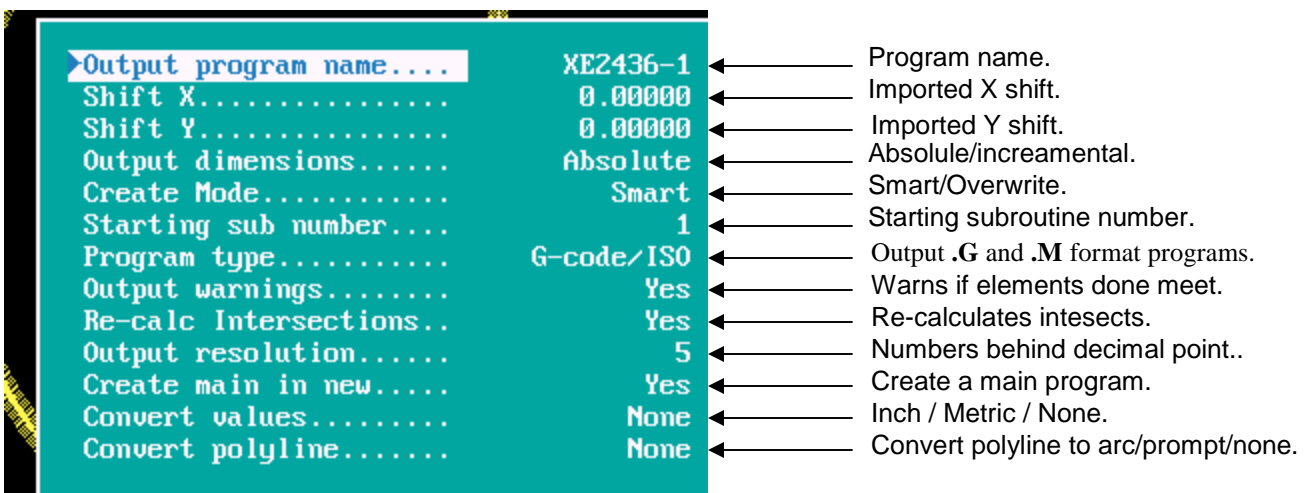 Output program name.... XE2436-1 Program name.
Shift X................ 0.00000 Imported X shift.
Shift Y................ 0.00000 Imported Y shift.
Output dimensions...... Absolute Absolule/increamental.
Create Mode............ Smart Smart/Overwrite.
Starting sub number.... 1 Starting subroutine number.
Program type........... G-code/ISO Output .G and .M format programs.
Output warnings........ Yes Warns if elements done meet.
Re-calc Intersections.. Yes Re-calculates intesects.
Output resolution...... 5 Numbers behind decimal point..
Create main in new..... Yes Create a main program.
Convert values......... None Inch / Metric / None.
Convert polyline....... None Convert polyline to arc/prompt/none.